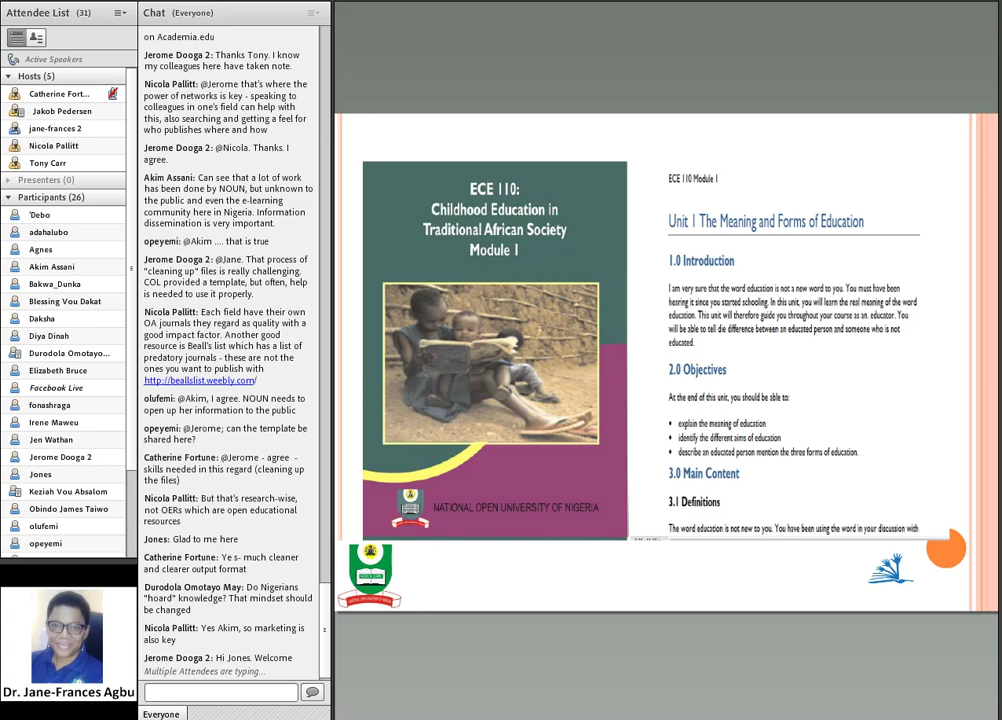 Attendee List (31)
Active Speakers
Hosts (5)
Catherine Fort...
Jakob Pedersen
jane-frances 2
Nicola Pallitt
Tony Carr
Presenters (0)
Participants (26)
'Debo
adahalubo
Agnes
Akim Assani
Bakwa_Dunka
Blessing Vou Dakat
Daksha
Diya Dinah
Durodola Omotayo...
Elizabeth Bruce
Facebook Live
fonashraga
Irene Maweu
Jen Wathan
Jerome Dooga 2
Jones
Keziah Vou Absalom
Obindo James Taiwo
olufemi
opeyemi
Dr. Jane-Frances Agbu
Chat (Everyone)
on Academia.edu
Jerome Dooga 2: Thanks Tony. I know
my colleagues here have taken note.
Nicola Pallitt: @Jerome that's where the
power of networks is key - speaking to
colleagues in one's field can help with
this, also searching and getting a feel for
who publishes where and how
Jerome Dooga 2: @Nicola. Thanks. I
agree.
Akim Assani: Can see that a lot of work
has been done by NOUN, but unknown to
the public and even the e-learning
community here in Nigeria. Information
dissemination is very important.
opeyemi: @Akim .... that is true
Jerome Dooga 2: @Jane. That process of
"cleaning up" files is really challenging.
COL provided a template, but often, help
is needed to use it properly.
Nicola Pallitt: Each field have their own
OA journals they regard as quality with a
good impact factor. Another good
resource is Beall's list which has a list of
predatory journals - these are not the
ones you want to publish with
http://beallslist.weebly.com/
olufemi: @Akim, I agree. NOUN needs to
open up her information to the public
opeyemi: @Jerome; can the template be
shared here?
Catherine Fortune: @Jerome - agree -
skills needed in this regard (cleaning up
the files)
Nicola Pallitt: But that's research-wise,
not OERs which are open educational
resources
Jones: Glad to me here
Catherine Fortune: Ye s- much cleaner
and clearer output format
Durodola Omotayo May: Do Nigerians
"hoard" knowledge? That mindset should
be changed
Nicola Pallitt: Yes Akim, so marketing is
also key
Jerome Dooga 2: Hi Jones. Welcome
Multiple Attendees are typing...
Everyone
ECE 110:
Childhood Education in
Traditional African Society
Module 1
NATIONAL OPEN UNIVERSITY OF NIGERIA
ECE 110 Module 1
Unit 1 The Meaning and Forms of Education
1.0 Introduction
I am very sure that the word education is not a new word to you. You must have been
hearing it since you started schooling. In this unit, you will learn the real meaning of the word
education. This unit will therefore guide you throughout your course as an. educator. You
will be able to tell die difference between an educated person and someone who is not
educated.
2.0 Objectives
At the end of this unit, you should be able to:
• explain the meaning of education
• identify the different aims of education
• describe an educated person mention the three forms of education.
3.0 Main Content
3.1 Definitions
The word education is not new to you. You have been using the word in your discussion with